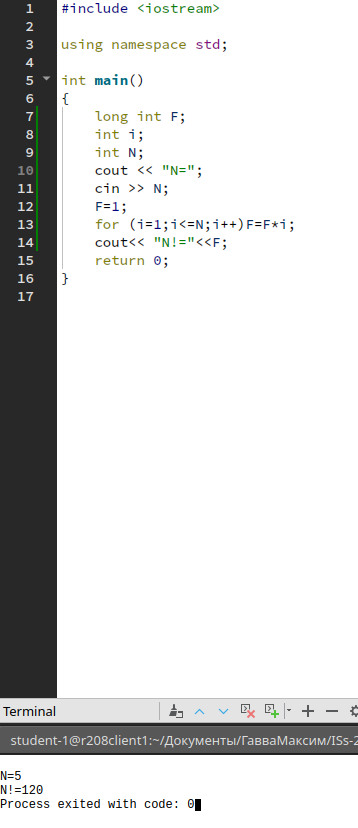 1 #include <iostream>
2
3 using namespace std;
4
5 int main()
6 {
7 long int F;
8 int i;
9 int N;
10 cout << "N=";
11 cin >> N;
12 F=1;
13 for (i=1;i<=N;i++)F=F*i;
14 cout<< "N!="<<F;
15 return 0;
16 }
17
Terminal
student-1@r208client1:~/Документы/ГавваМаксим/ISs-2
N=5
N!=120
Process exited with code: 0